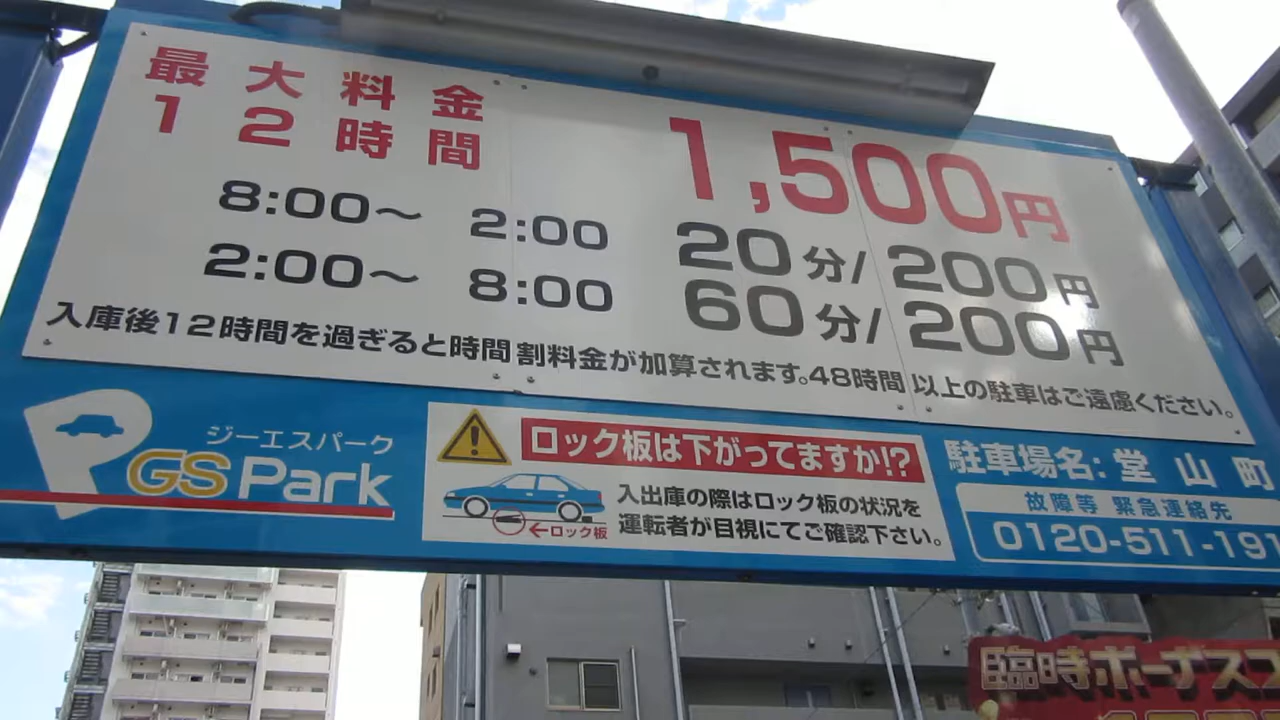 最大料金
12時間
1,500円
8:00～ 2:00 20分/200円
2:00～ 8:00 60分/200円
入庫後12時間を過ぎると時間割料金が加算されます。48時間以上の駐車はご遠慮ください。
ジーエスパーク
GS Park
ロック板は下がってますか!?
入出庫の際はロック板の状況を
運転者が目視にてご確認下さい。
←ロック板
駐車場名:堂山町
故障等 緊急連絡先
0120-511-191
臨時ボーナス